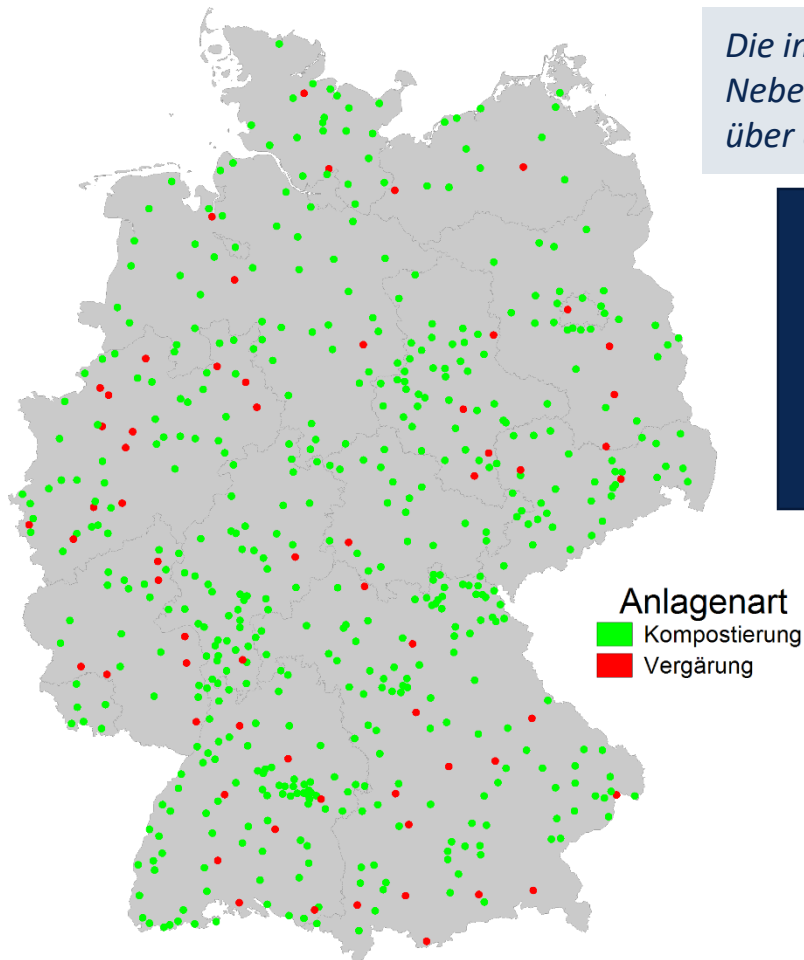 Die in
Nebe
über
Anlagenart
Kompostierung
Vergärung